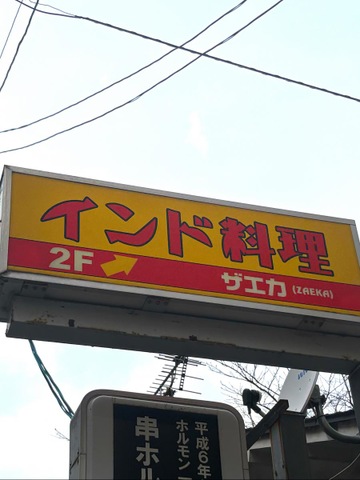 インド料理
2F
ザエカ (ZAEKA)
平成6年
ホルモン
串ホル